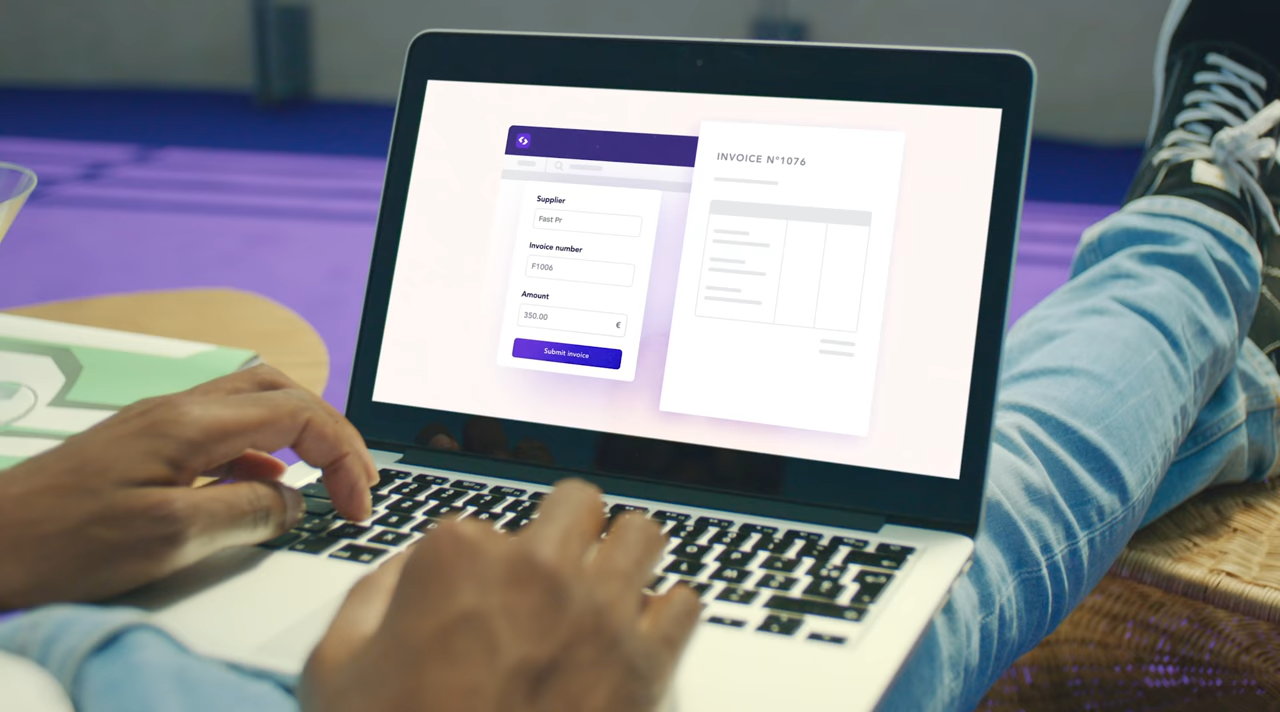 Supplier
Fast Pr
Invoice number
F1006
Amount
350.00 €
Submit invoice
INVOICE N°1076